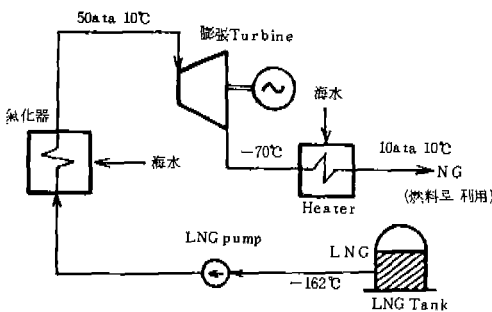 50ata 10℃
膨張Turbine
氣化器
海水
海水
-70℃
10ata 10℃
NG
(燃料로 利用)
Heater
LNG pump
LNG
-162℃
LNG Tank